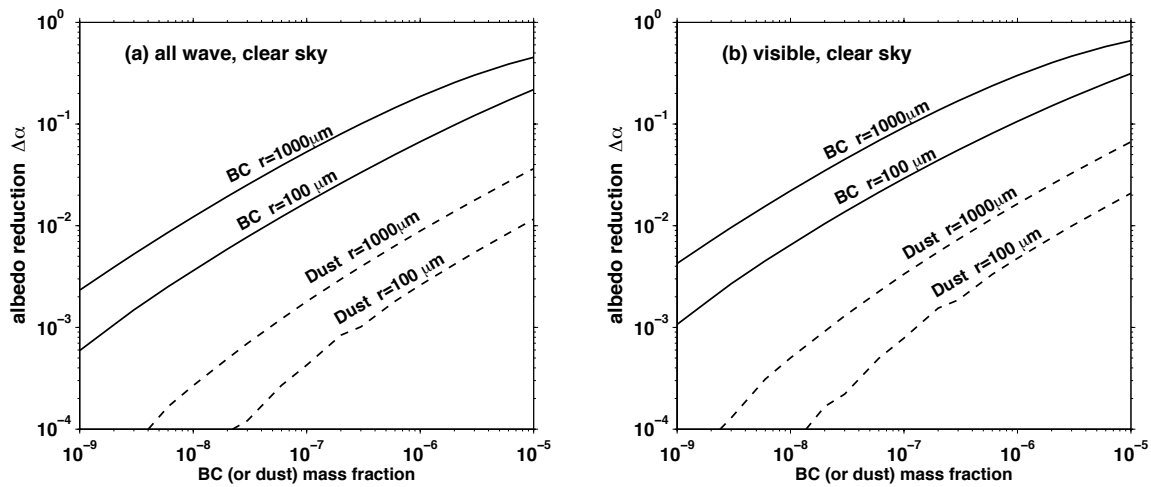 (a) all wave, clear sky
albedo reduction Δα
10⁰
10⁻¹
10⁻²
10⁻³
10⁻⁴
BC r=1000μm
BC r=100 μm
Dust r=1000μm
Dust r=100 μm
10⁻⁹ 10⁻⁸ 10⁻⁷ 10⁻⁶ 10⁻⁵
BC (or dust) mass fraction
(b) visible, clear sky
albedo reduction Δα
10⁰
10⁻¹
10⁻²
10⁻³
10⁻⁴
BC r=1000μm
BC r=100 μm
Dust r=1000μm
Dust r=100 μm
10⁻⁹ 10⁻⁸ 10⁻⁷ 10⁻⁶ 10⁻⁵
BC (or dust) mass fraction